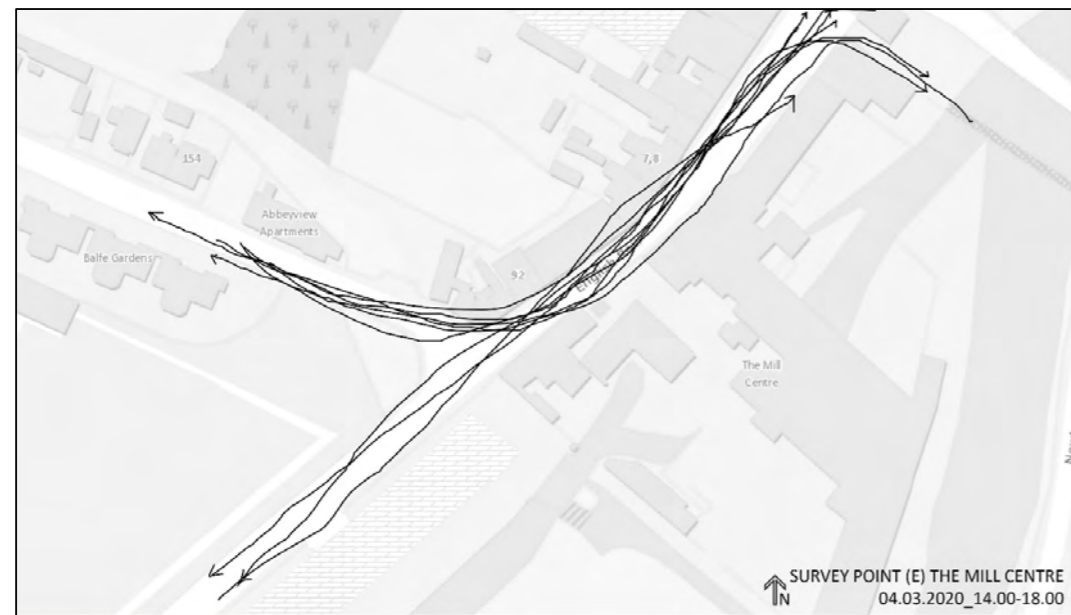 154
7,8
Abbeyview
Apartments
Balfe Gardens
92
English
The Mill
Centre
N
SURVEY POINT (E) THE MILL CENTRE
04.03.2020_14.00-18.00